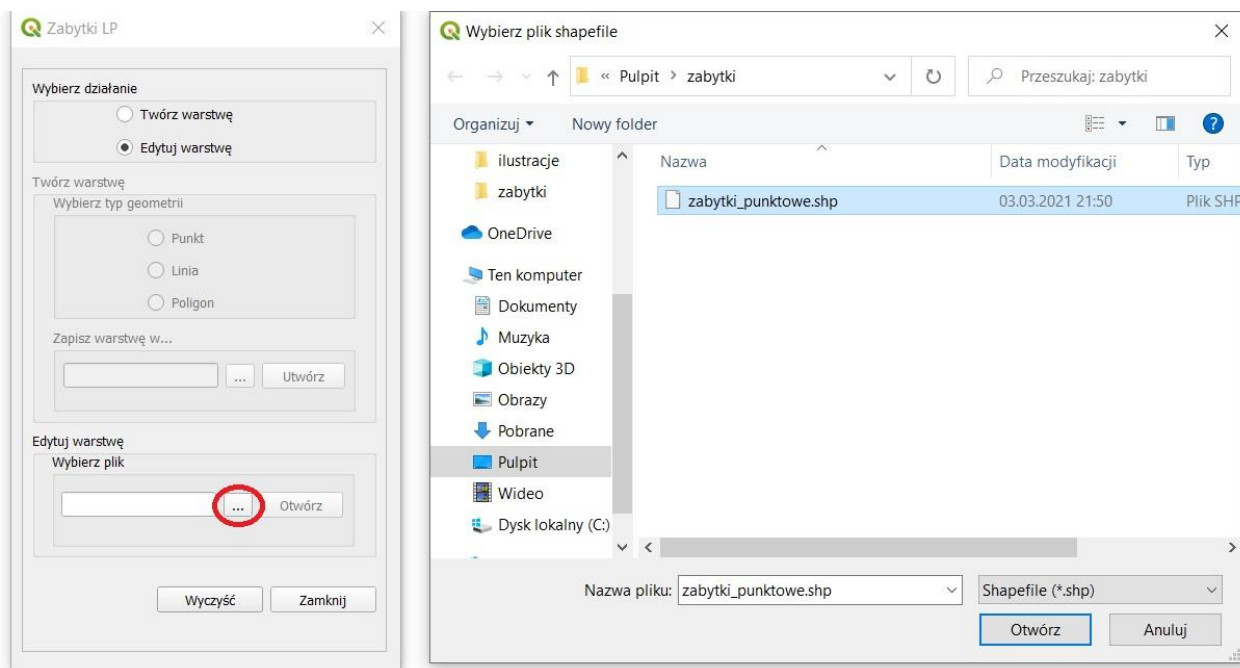 Zabytki LP
Wybierz działanie
Twórz warstwę
Edytuj warstwę
Twórz warstwę
Wybierz typ geometrii
Punkt
Linia
Poligon
Zapisz warstwę w...
... Utwórz
Edytuj warstwę
Wybierz plik
... Otwórz
Wyczyść Zamknij
Wybierz plik shapefile
« Pulpit > zabytki
Przeszukaj: zabytki
Organizuj Nowy folder
?
Nazwa Data modyfikacji Typ
zabytki_punktowe.shp 03.03.2021 21:50 Plik SHP
ilustracje
zabytki
OneDrive
Ten komputer
Dokumenty
Muzyka
Obiekty 3D
Obrazy
Pobrane
Pulpit
Wideo
Dysk lokalny (C:)
Nazwa pliku: zabytki_punktowe.shp Shapefile (*.shp)
Otwórz Anuluj